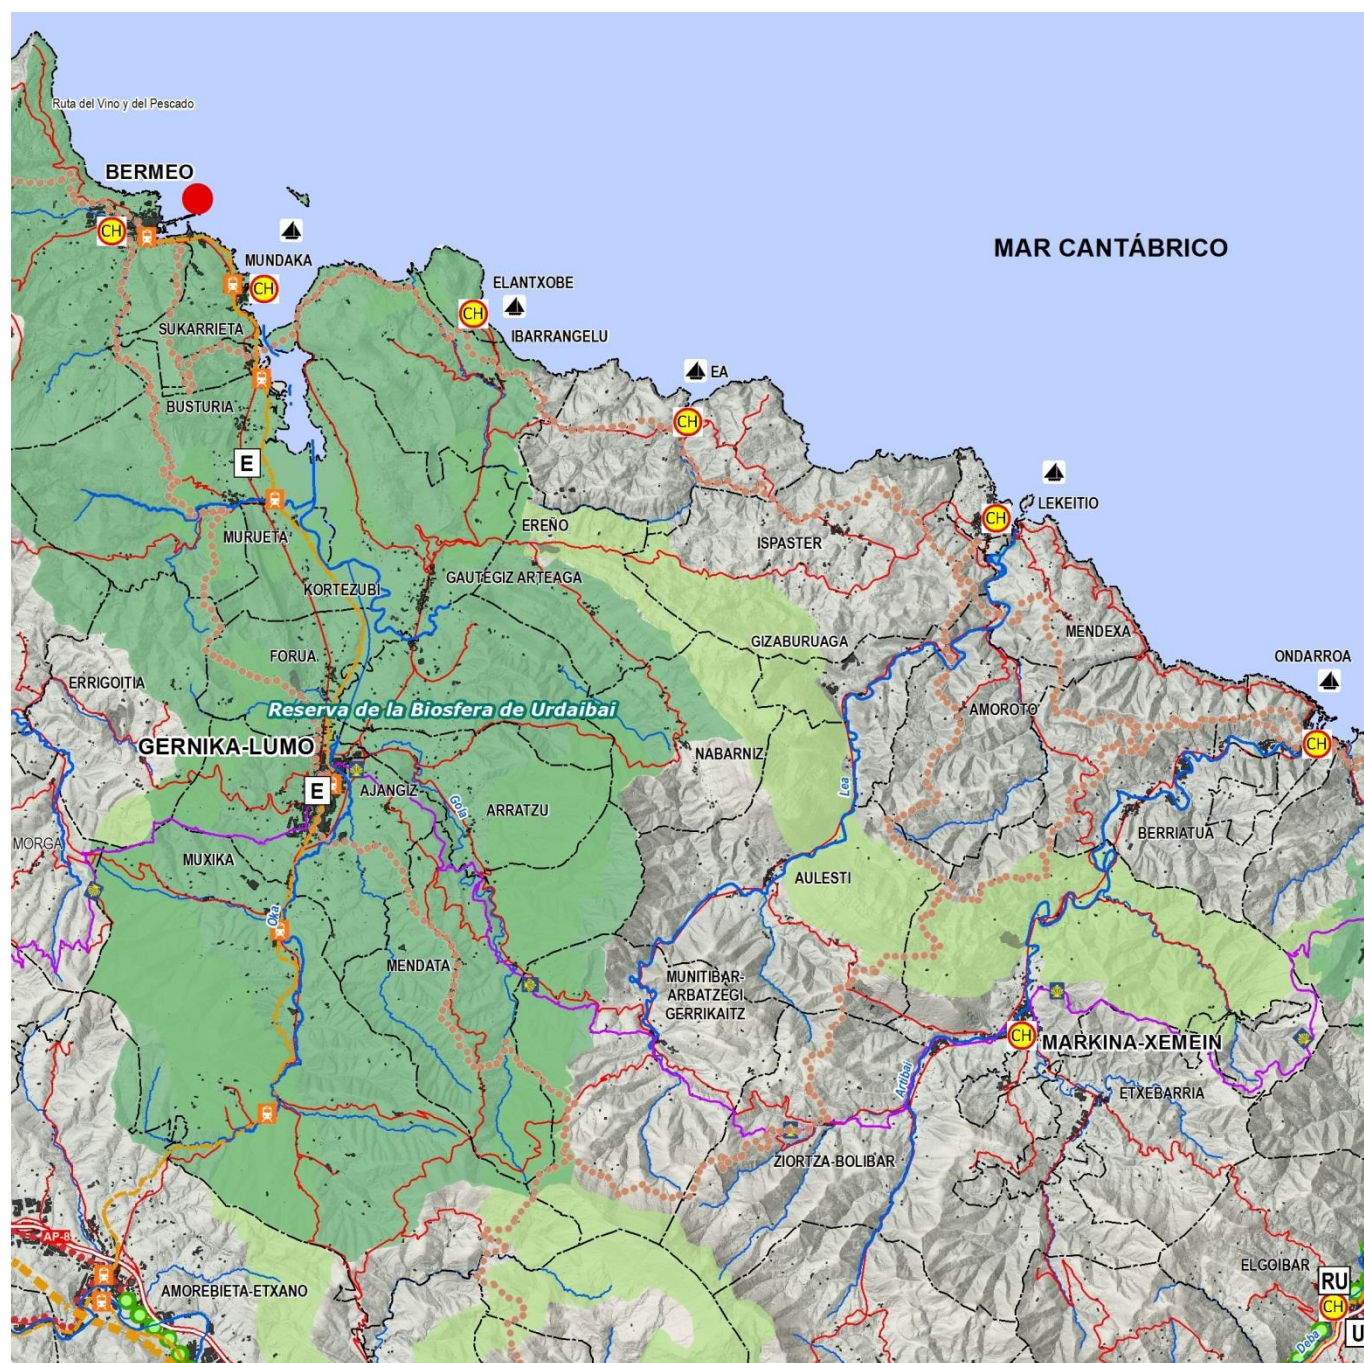 Ruta del Vino y del Pescado
BERMEO
CH
MUNDAKA
CH
MAR CANTÁBRICO
ELANTXOBE
CH
SUKARRIETA
IBARRANGELU
EA
BUSTURIA
CH
E
LEKEITIO
CH
EREÑO
MURUETA
ISPASTER
GAUTEGIZ ARTEAGA
KORTEZUBI
MENDEXA
GIZABURUAGA
FORUA
ONDARROA
ERRIGOITIA
Reserva de la Biosfera de Urdaibai
AMOROTO
GERNIKA-LUMO
NABARNIZ
CH
E
AJANGIZ
Lea
Gola
ARRATZU
BERRIATUA
MORGA
MUXIKA
AULESTI
Oka
MENDATA
MUNITIBAR-
ARBATZEGI
GERRIKAITZ
CH
MARKINA-XEMEIN
Artibai
ETXEBARRIA
ZIORTZA-BOLIBAR
AP-8
ELGOIBAR
RU
AMOREBIETA-ETXANO
CH
U
Deba